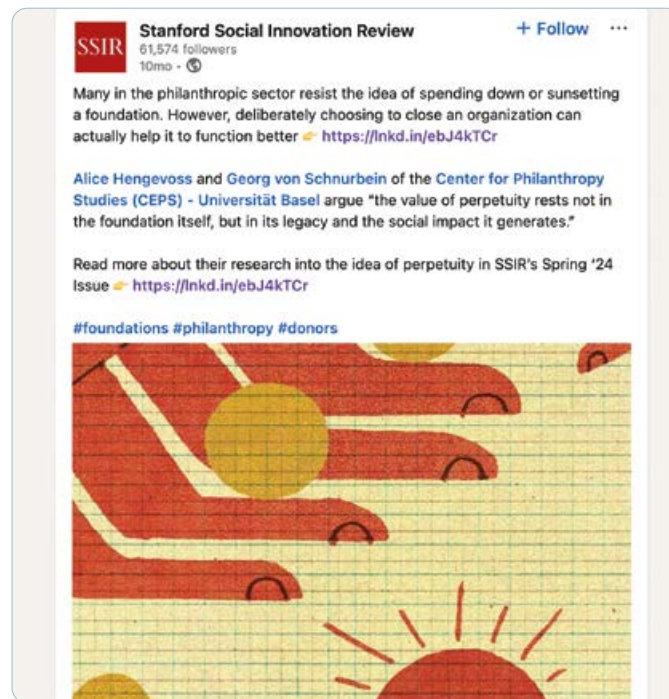 SSIR
Stanford Social Innovation Review
+ Follow ...
61,574 followers
10mo •
Many in the philanthropic sector resist the idea of spending down or sunsetting
a foundation. However, deliberately choosing to close an organization can
actually help it to function better 👉 https://lnkd.in/ebJ4kTCr
Alice Hengevoss and Georg von Schnurbein of the Center for Philanthropy
Studies (CEPS) - Universität Basel argue “the value of perpetuity rests not in
the foundation itself, but in its legacy and the social impact it generates.”
Read more about their research into the idea of perpetuity in SSIR’s Spring ‘24
Issue 👉 https://lnkd.in/ebJ4kTCr
#foundations #philanthropy #donors